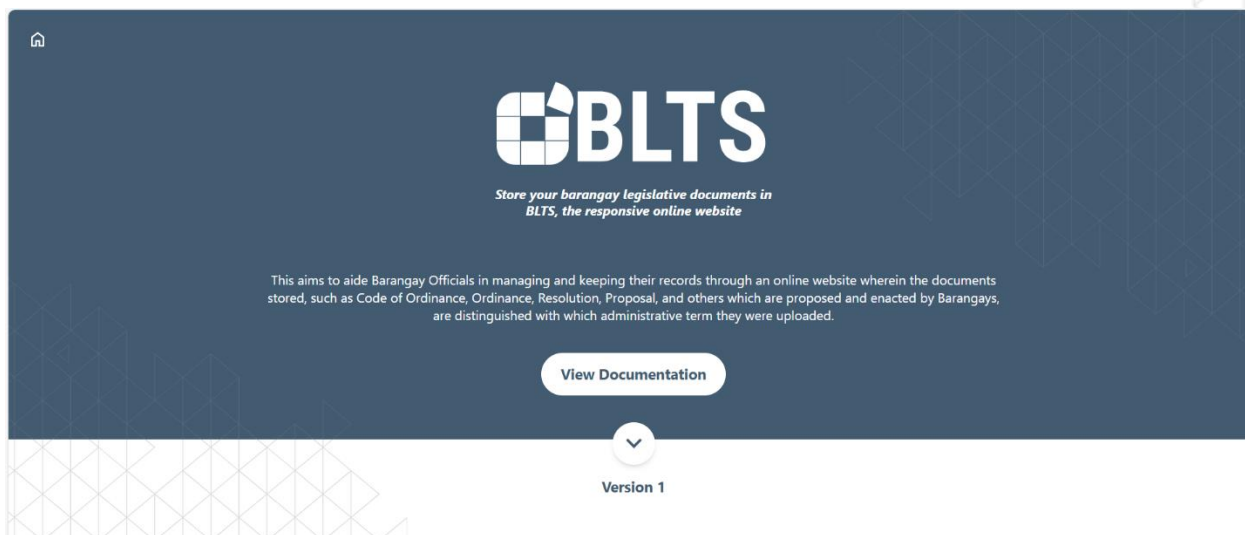 BLTS
Store your barangay legislative documents in
BLTS, the responsive online website
This aims to aide Barangay Officials in managing and keeping their records through an online website wherein the documents
stored, such as Code of Ordinance, Ordinance, Resolution, Proposal, and others which are proposed and enacted by Barangays,
are distinguished with which administrative term they were uploaded.
View Documentation
Version 1